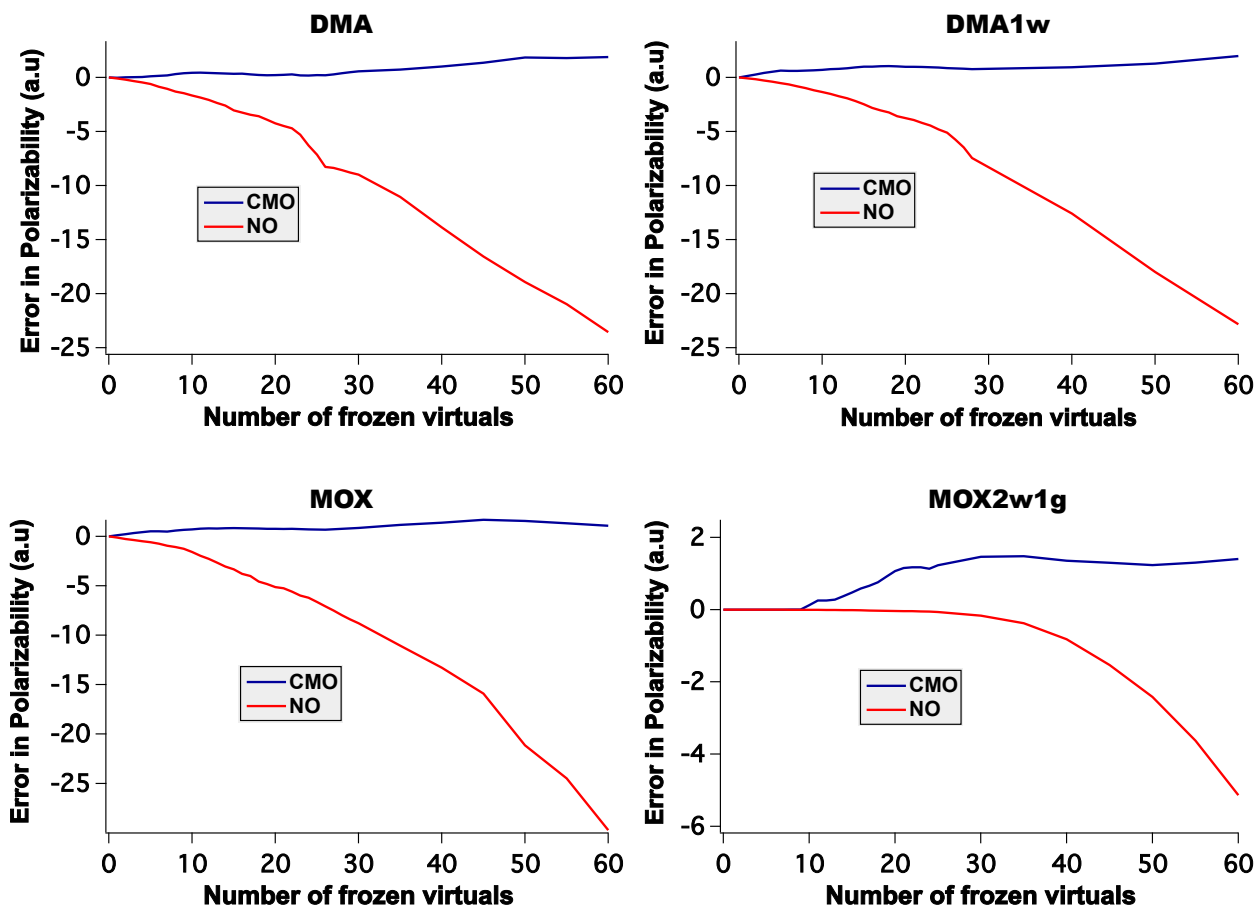 DMA
Error in Polarizability (a.u)
0
-5
-10
-15
-20
-25
CMO
NO
0 10 20 30 40 50 60
Number of frozen virtuals
DMA1w
Error in Polarizability (a.u)
0
-5
-10
-15
-20
-25
CMO
NO
0 10 20 30 40 50 60
Number of frozen virtuals
MOX
Error in Polarizability (a.u)
0
-5
-10
-15
-20
-25
CMO
NO
0 10 20 30 40 50 60
Number of frozen virtuals
MOX2w1g
Error in Polarizability (a.u)
2
0
-2
-4
-6
CMO
NO
0 10 20 30 40 50 60
Number of frozen virtuals